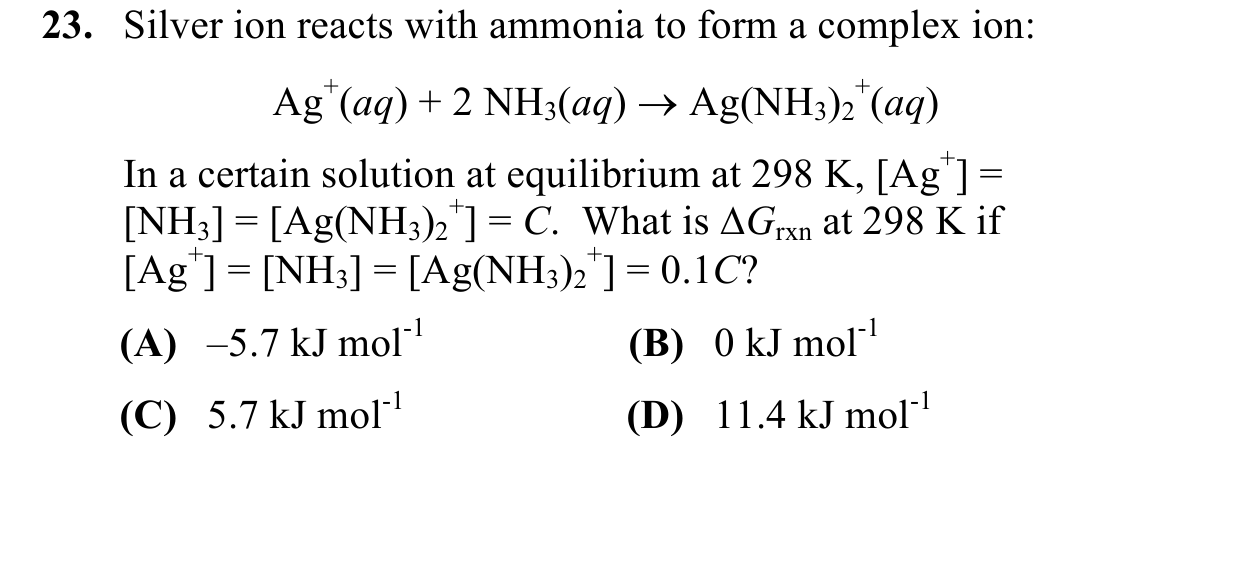 23. Silver ion reacts with ammonia to form a complex ion:
Ag⁺(aq) + 2 NH₃(aq) → Ag(NH₃)₂⁺(aq)
In a certain solution at equilibrium at 298 K, [Ag⁺] =
[NH₃] = [Ag(NH₃)₂⁺] = C. What is ΔGᵣₓₙ at 298 K if
[Ag⁺] = [NH₃] = [Ag(NH₃)₂⁺] = 0.1C?
(A) –5.7 kJ mol⁻¹ (B) 0 kJ mol⁻¹
(C) 5.7 kJ mol⁻¹ (D) 11.4 kJ mol⁻¹